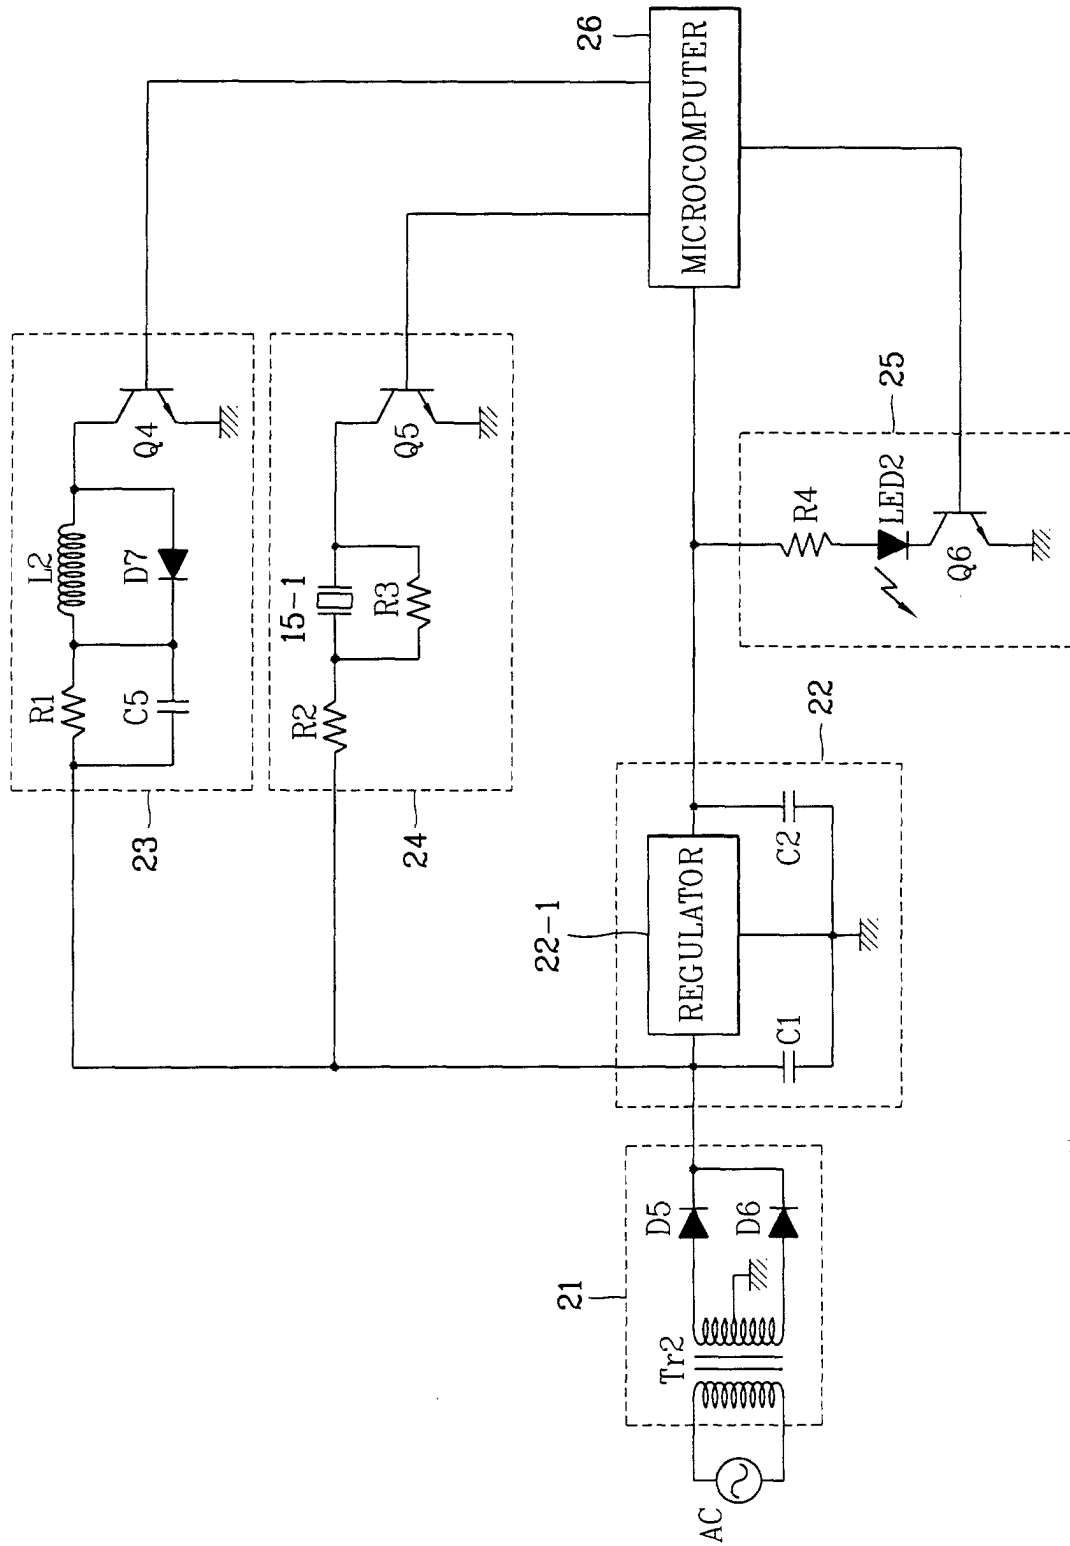 AC
21
Tr2
D5
D6
22
22-1
REGULATOR
C1
C2
23
R1
C5
L2
D7
Q4
24
R2
15-1
R3
Q5
25
R4
LED2
Q6
26
MICROCOMPUTER